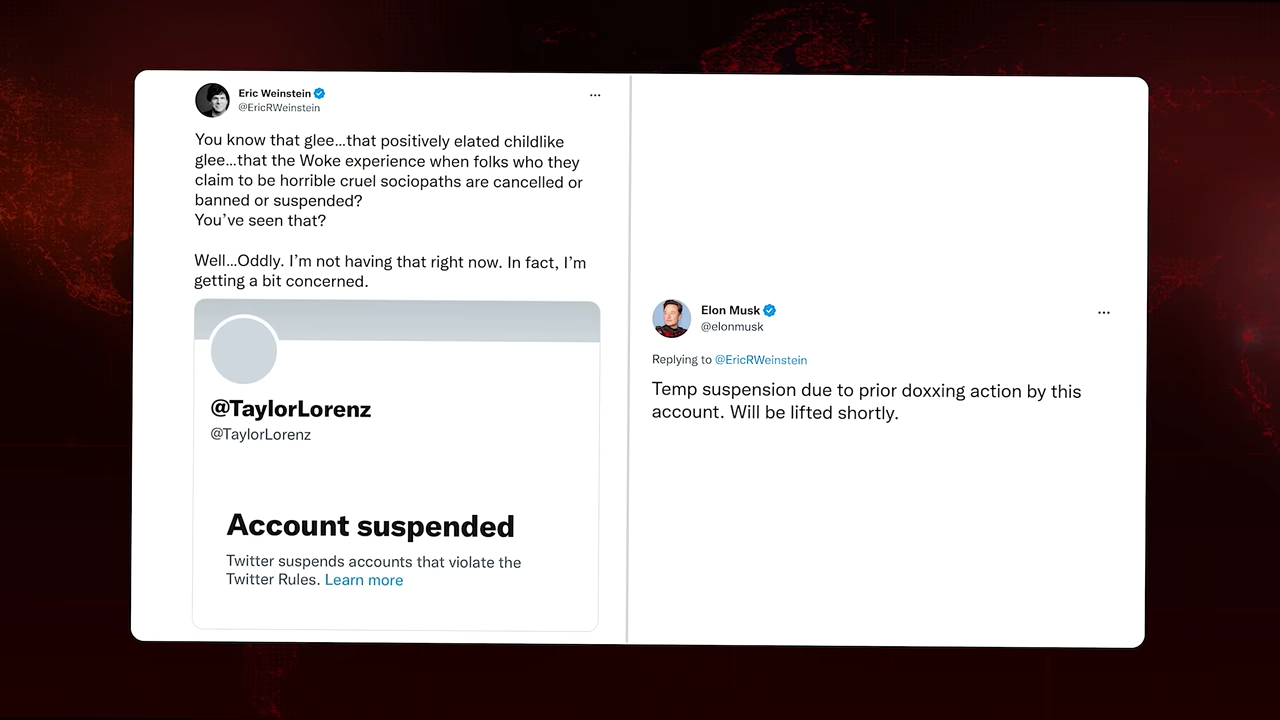 Eric Weinstein
@EricRWeinstein
You know that glee...that positively elated childlike
glee...that the Woke experience when folks who they
claim to be horrible cruel sociopaths are cancelled or
banned or suspended?
You've seen that?
Well...Oddly. I'm not having that right now. In fact, I'm
getting a bit concerned.
@TaylorLorenz
@TaylorLorenz
Account suspended
Twitter suspends accounts that violate the
Twitter Rules. Learn more
Elon Musk
@elonmusk
Replying to @EricRWeinstein
Temp suspension due to prior doxxing action by this
account. Will be lifted shortly.